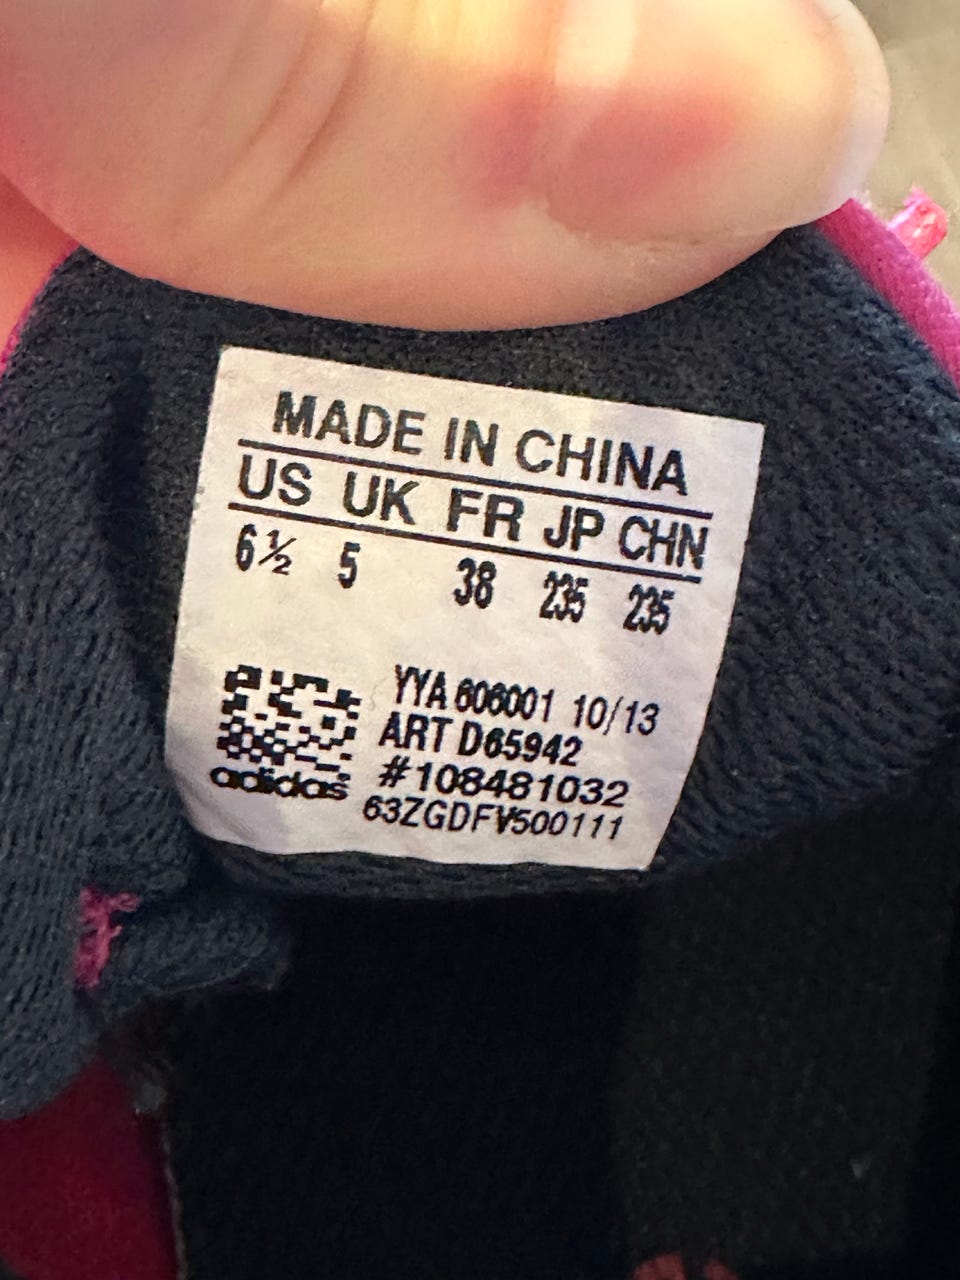 MADE IN CHINA
US UK FR JP CHN
6½ 5 38 235 235
YYA 606001 10/13
ART D65942
#108481032
63ZGDFV500111
adidas